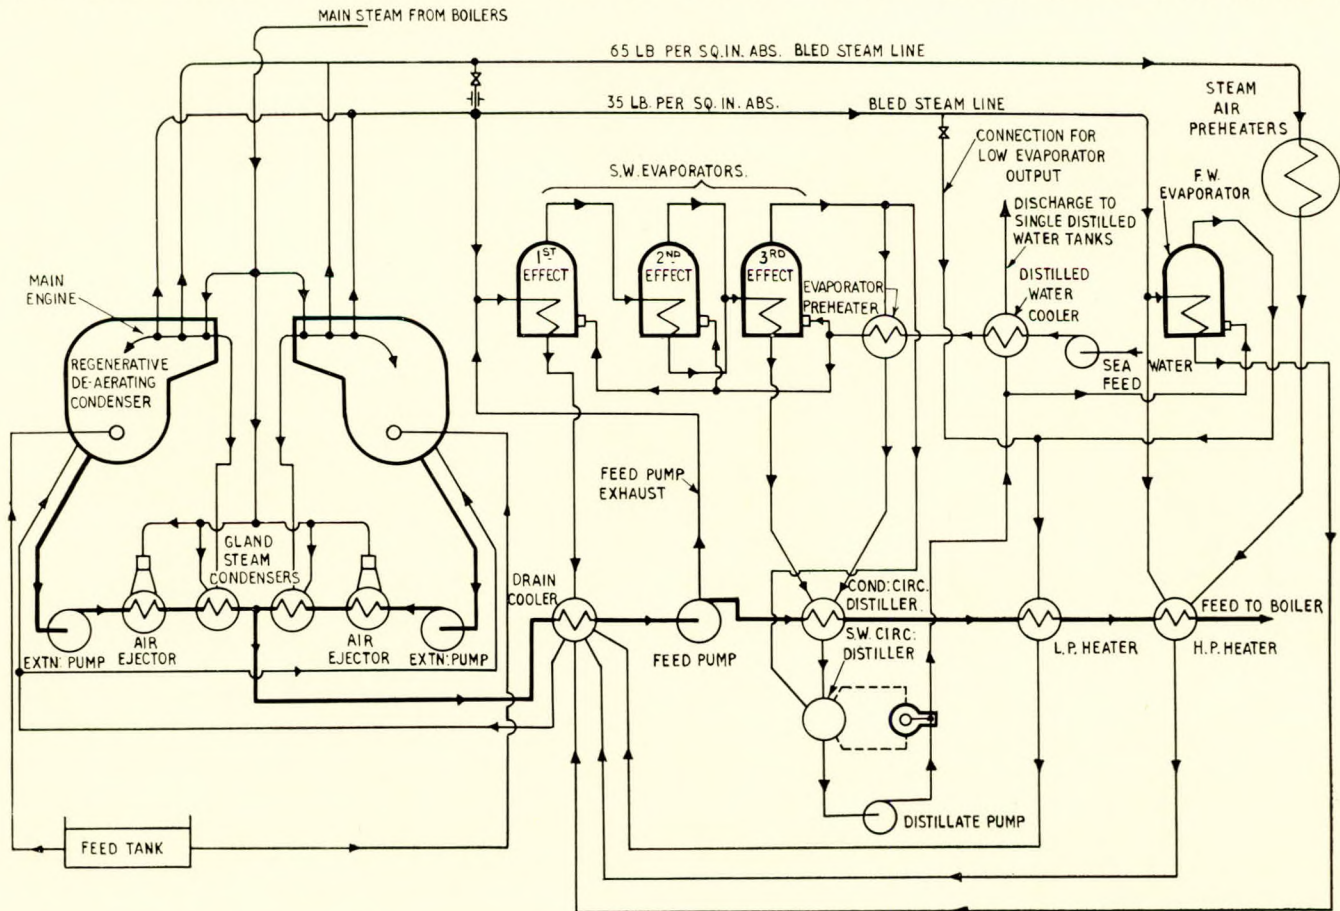 MAIN STEAM FROM BOILERS
65 LB PER SQ.IN. ABS. BLED STEAM LINE
STEAM
AIR
PREHEATERS
35 LB. PER SQ.IN. ABS.
BLED STEAM LINE
CONNECTION FOR
LOW EVAPORATOR
OUTPUT
S.W. EVAPORATORS.
F.W.
EVAPORATOR
DISCHARGE TO
SINGLE DISTILLED
WATER TANKS
1ST
EFFECT
2ND
EFFECT
3RD
EFFECT
MAIN
ENGINE
EVAPORATOR
PREHEATER
DISTILLED
WATER
COOLER
REGENERATIVE
DE-AERATING
CONDENSER
SEA WATER
FEED
FEED PUMP
EXHAUST
GLAND
STEAM
CONDENSERS
DRAIN
COOLER
COND: CIRC.
DISTILLER.
FEED TO BOILER
EXTN: PUMP
AIR
EJECTOR
AIR
EJECTOR
EXTN: PUMP
FEED PUMP
S.W. CIRC:
DISTILLER
L.P. HEATER
H.P. HEATER
DISTILLATE PUMP
FEED TANK